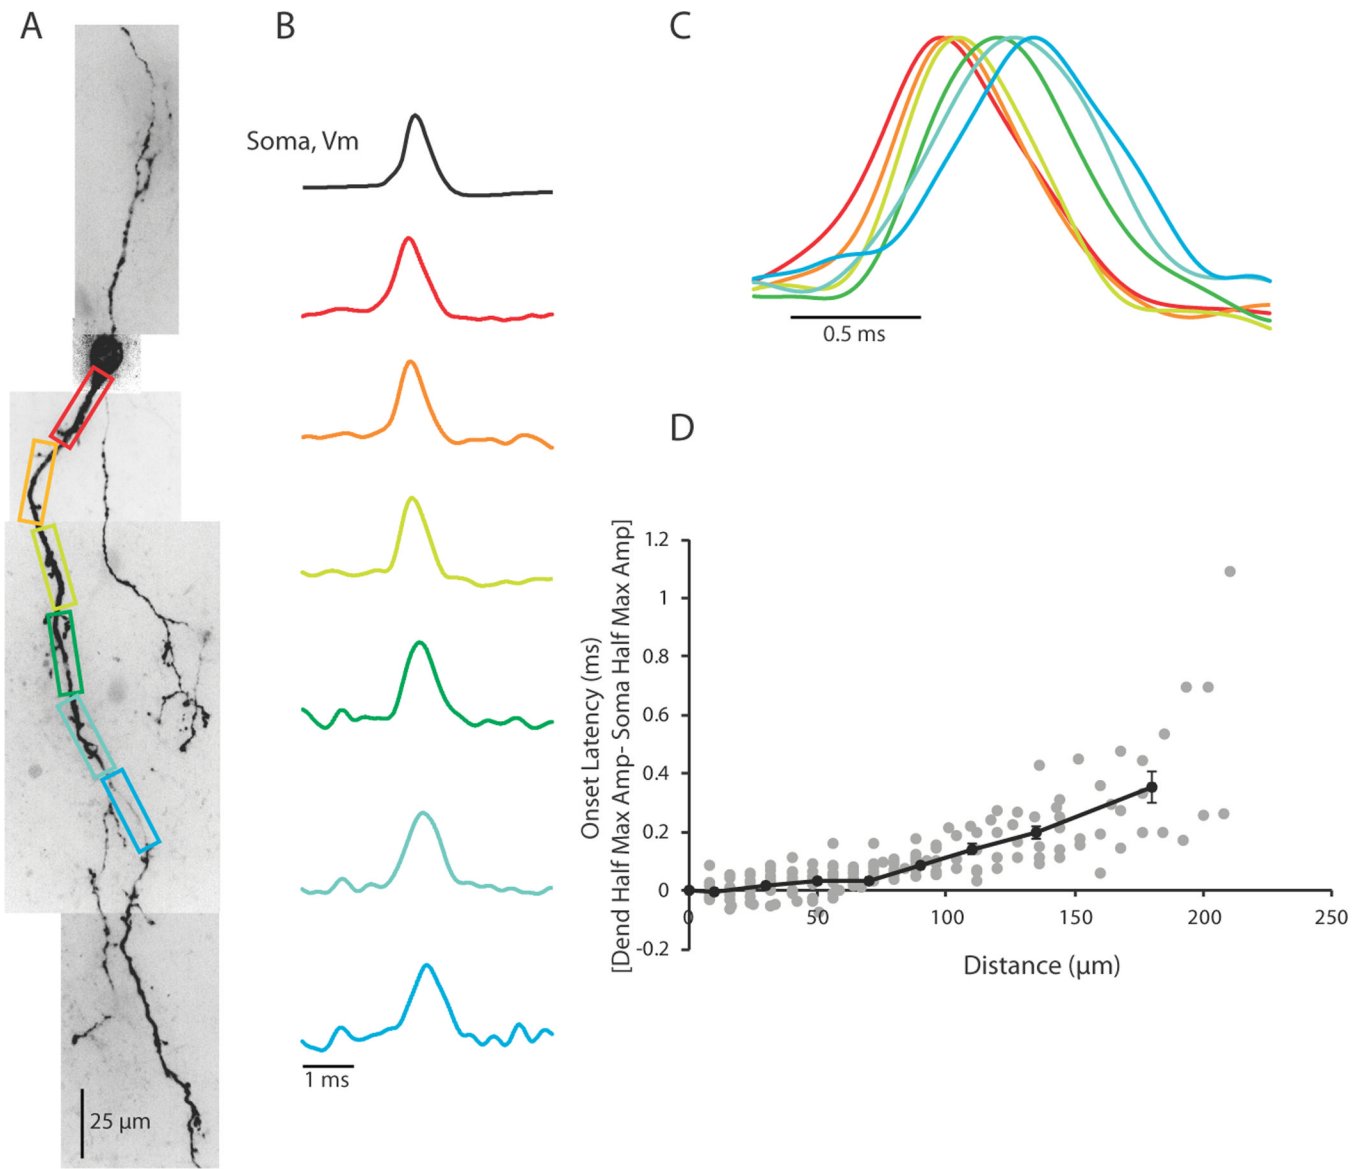 A
B
C
Soma, Vm
0.5 ms
1 ms
25 μm
D
Onset Latency (ms)
[Dend Half Max Amp- Soma Half Max Amp]
1.2
1
0.8
0.6
0.4
0.2
0
-0.2
0
50
100
150
200
250
Distance (μm)